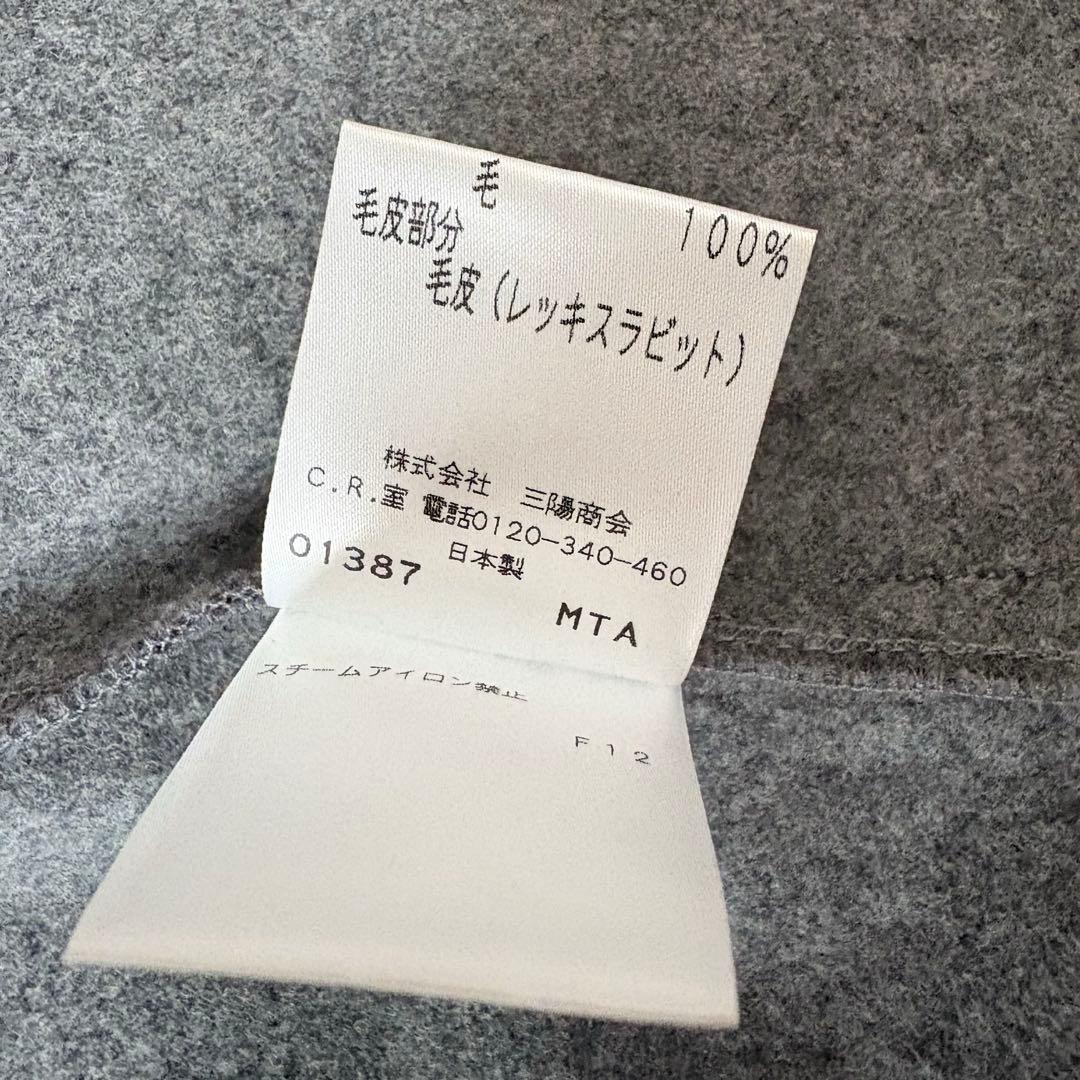 毛 100%
毛皮部分
毛皮(レッキスラビット)
株式会社 三陽商会
C.R.室 電話0120-340-460
日本製
01387 MTA
スチームアイロン禁止
F12